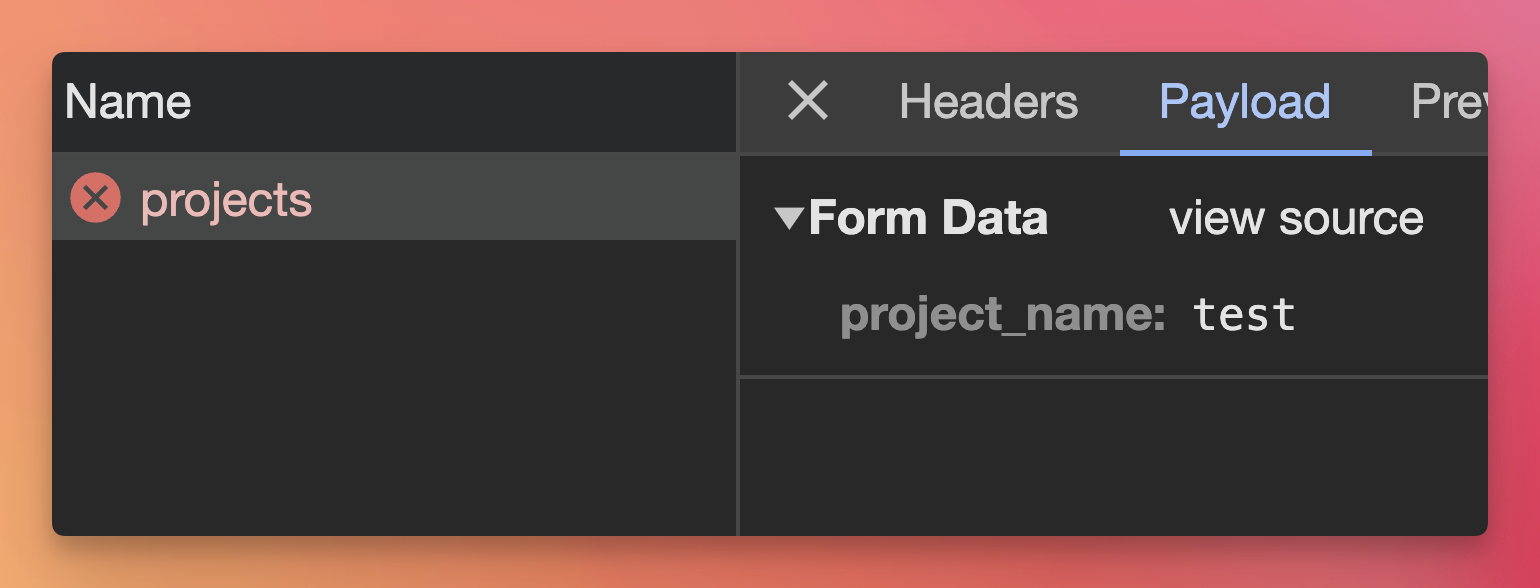 Name
Headers Payload
projects
Form Data view source
project_name: test